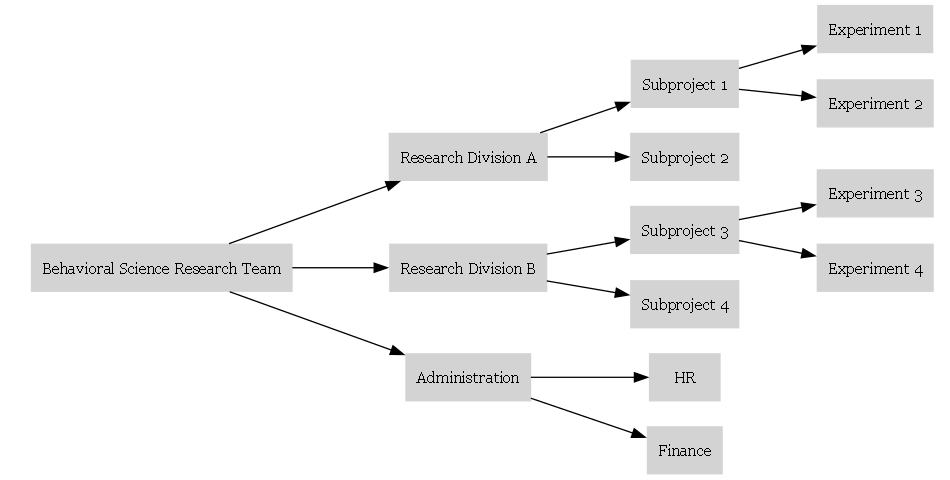 Behavioral Science Research Team
Research Division A
Subproject 1
Experiment 1
Experiment 2
Subproject 2
Research Division B
Subproject 3
Experiment 3
Experiment 4
Subproject 4
Administration
HR
Finance